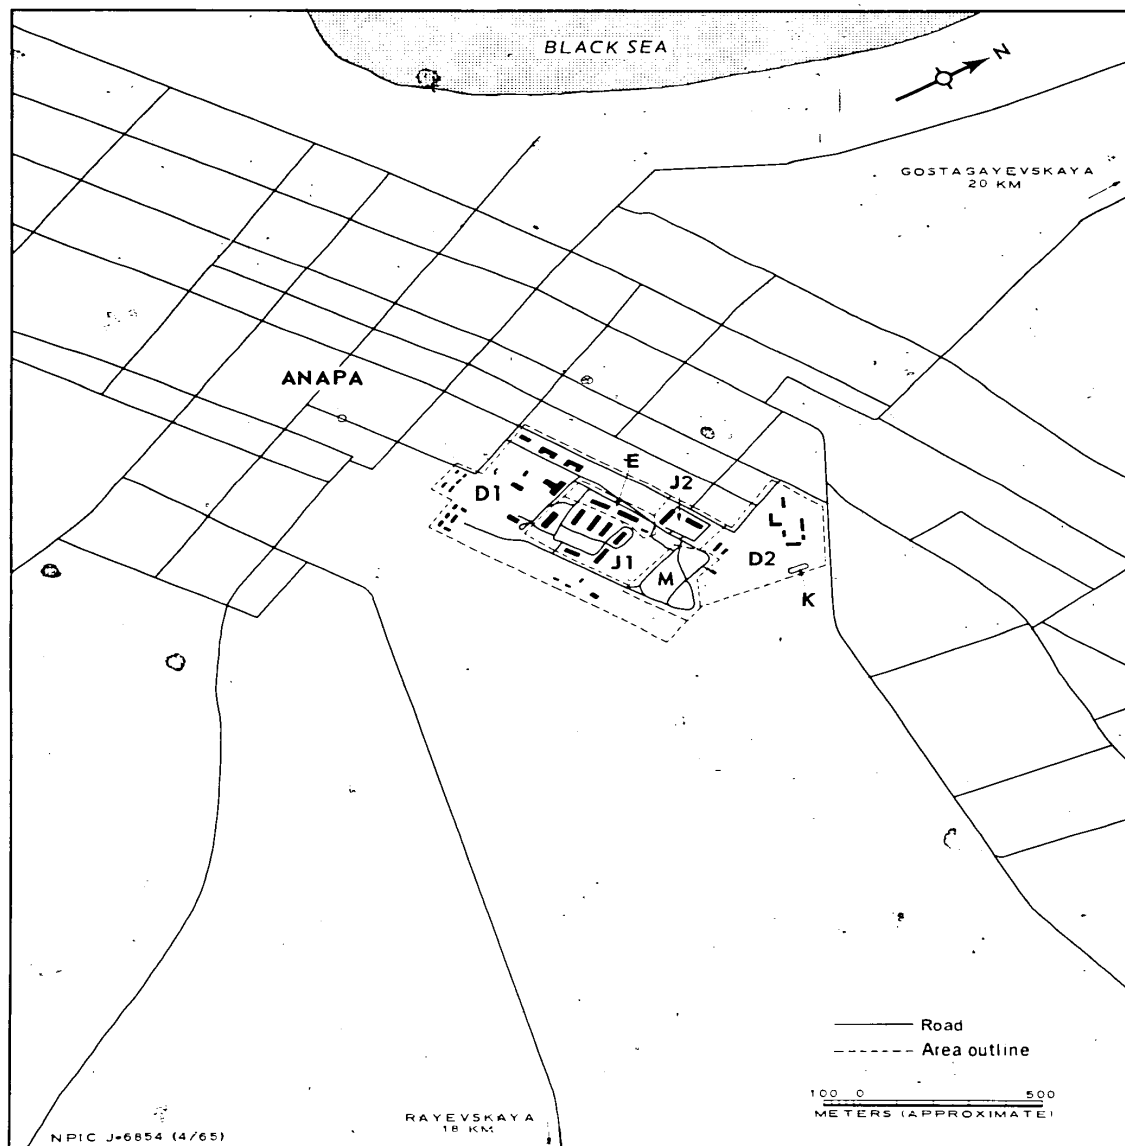 BLACK SEA
N
GOSTAGAYEVSKAYA
20 KM
ANAPA
E
J2
D1
J1
M
D2
K
Road
Area outline
100 0 500
METERS (APPROXIMATE)
RAYEVSKAYA
18 KM
NPIC J-6854 (4/65)